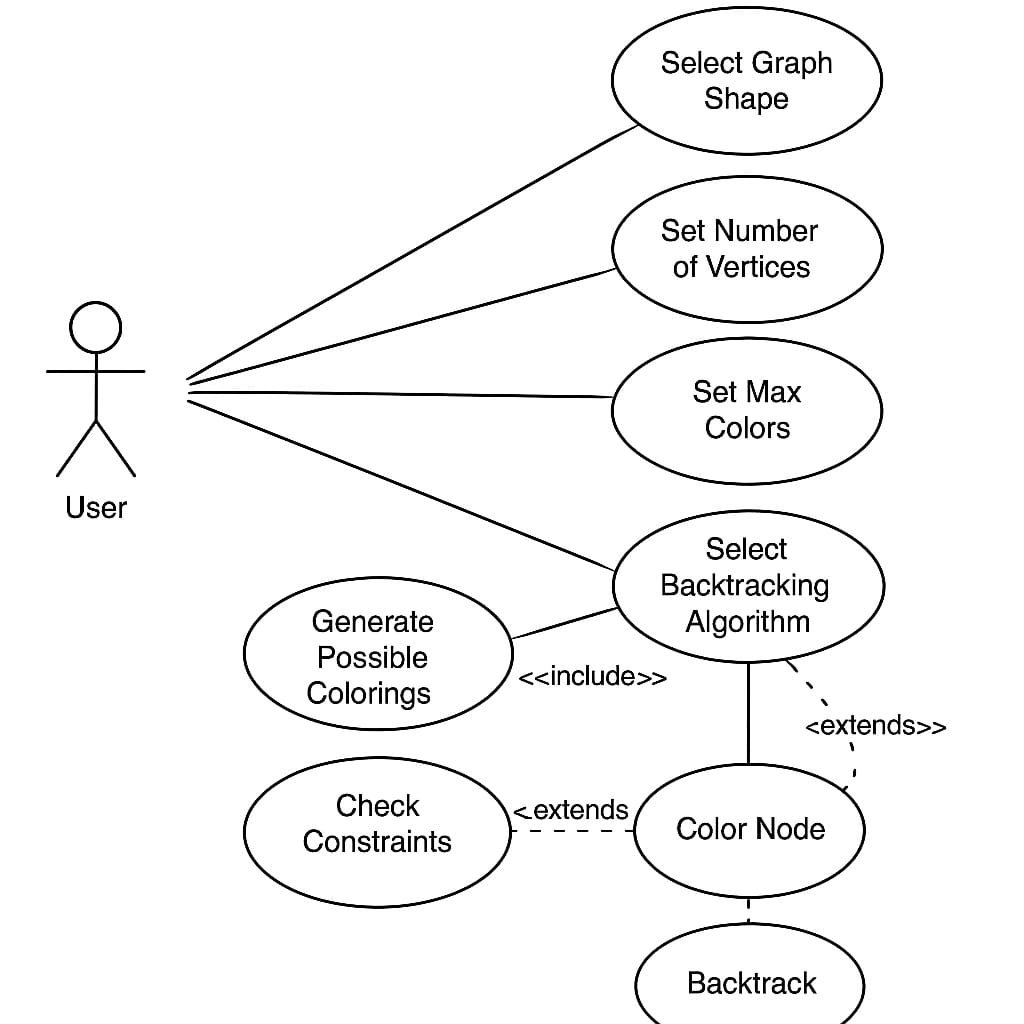 Select Graph
Shape
Set Number
of Vertices
Set Max
Colors
User
Select
Backtracking
Algorithm
Generate
Possible
Colorings
<<include>>
<extends>>
Check
Constraints
<.extends
Color Node
Backtrack